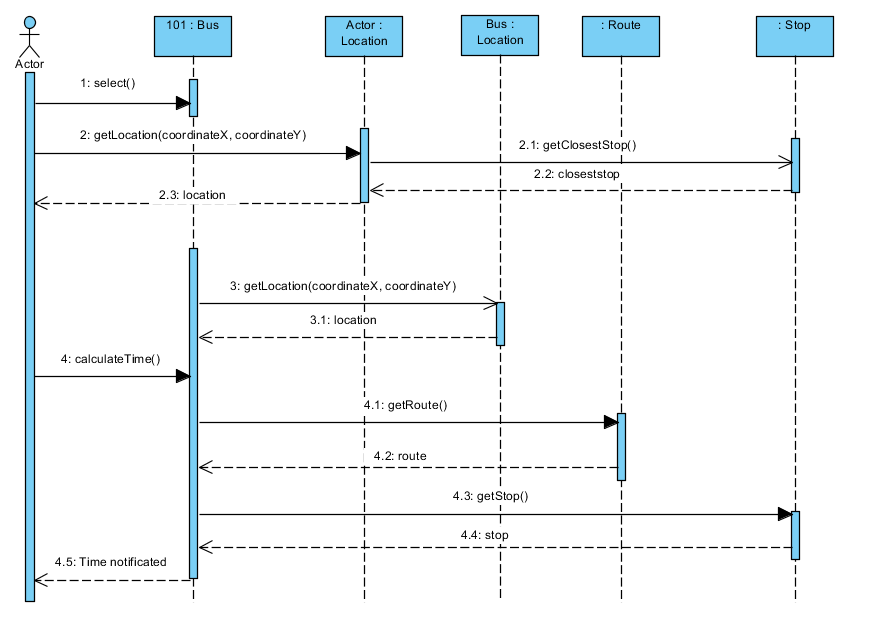 Actor
101 : Bus
Actor :
Location
Bus :
Location
: Route
: Stop
1: select()
2: getLocation(coordinateX, coordinateY)
2.1: getClosestStop()
2.2: closeststop
2.3: location
3: getLocation(coordinateX, coordinateY)
3.1: location
4: calculateTime()
4.1: getRoute()
4.2: route
4.3: getStop()
4.4: stop
4.5: Time notificated